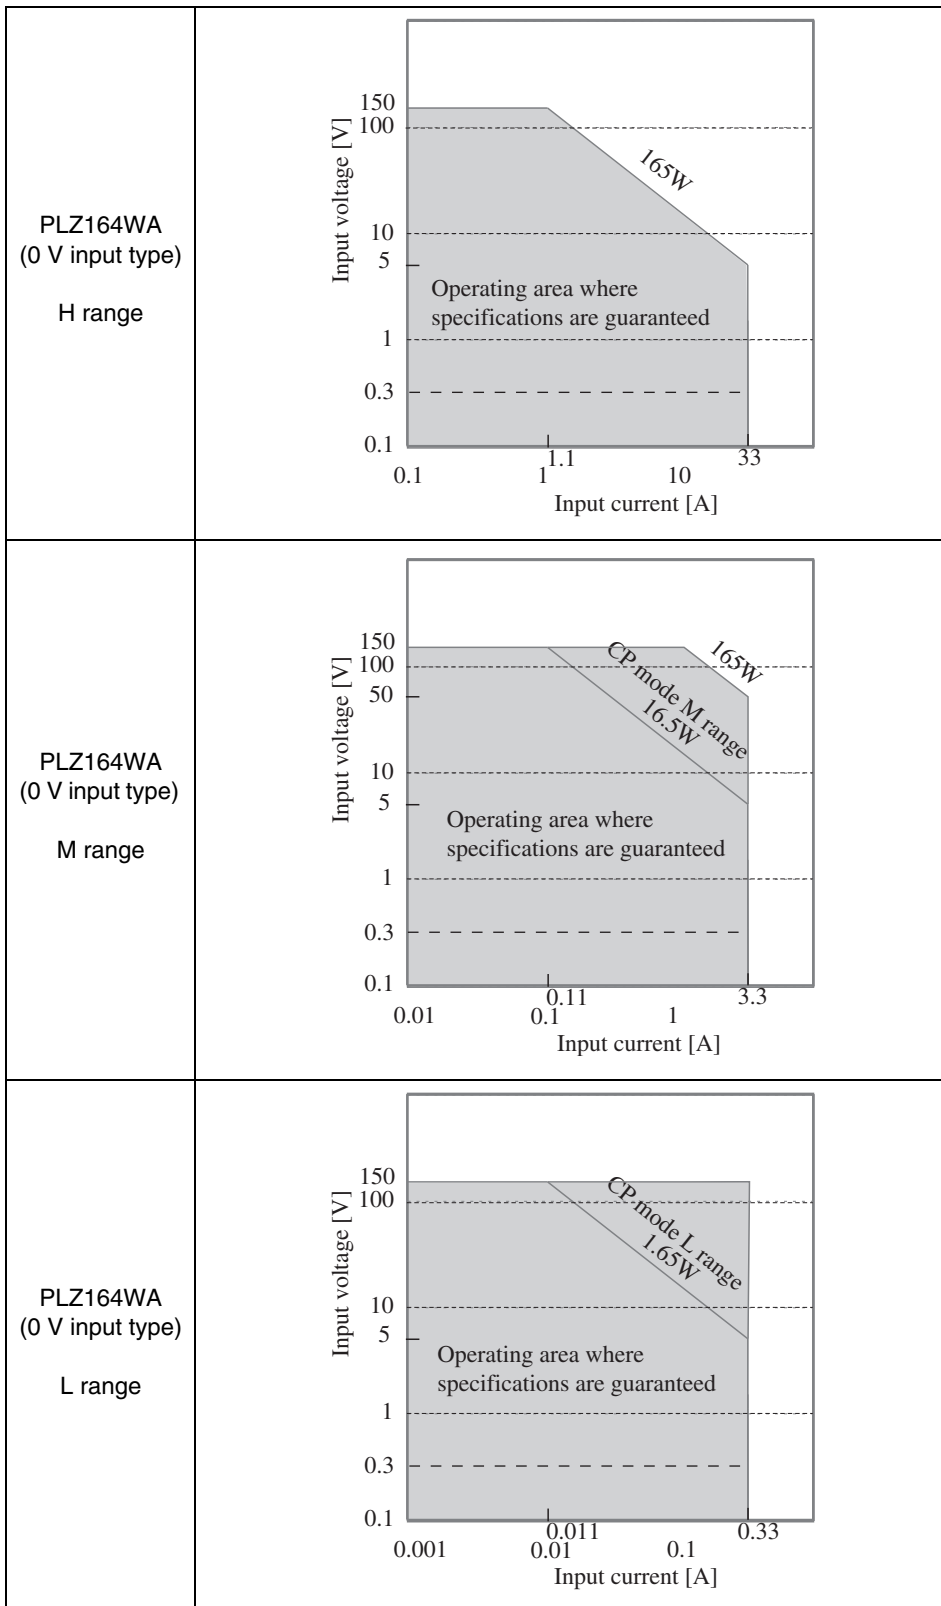 PLZ164WA
(0 V input type)
H range
Input voltage [V]
150
100
10
5
1
0.3
0.1
165W
Operating area where
specifications are guaranteed
1.1
33
0.1
1
10
Input current [A]
PLZ164WA
(0 V input type)
M range
Input voltage [V]
150
100
50
10
5
1
0.3
0.1
165W
CP mode M range
16.5W
Operating area where
specifications are guaranteed
0.11
3.3
0.01
0.1
1
Input current [A]
PLZ164WA
(0 V input type)
L range
Input voltage [V]
150
100
10
5
1
0.3
0.1
CP mode L range
1.65W
Operating area where
specifications are guaranteed
0.011
0.33
0.001
0.01
0.1
Input current [A]